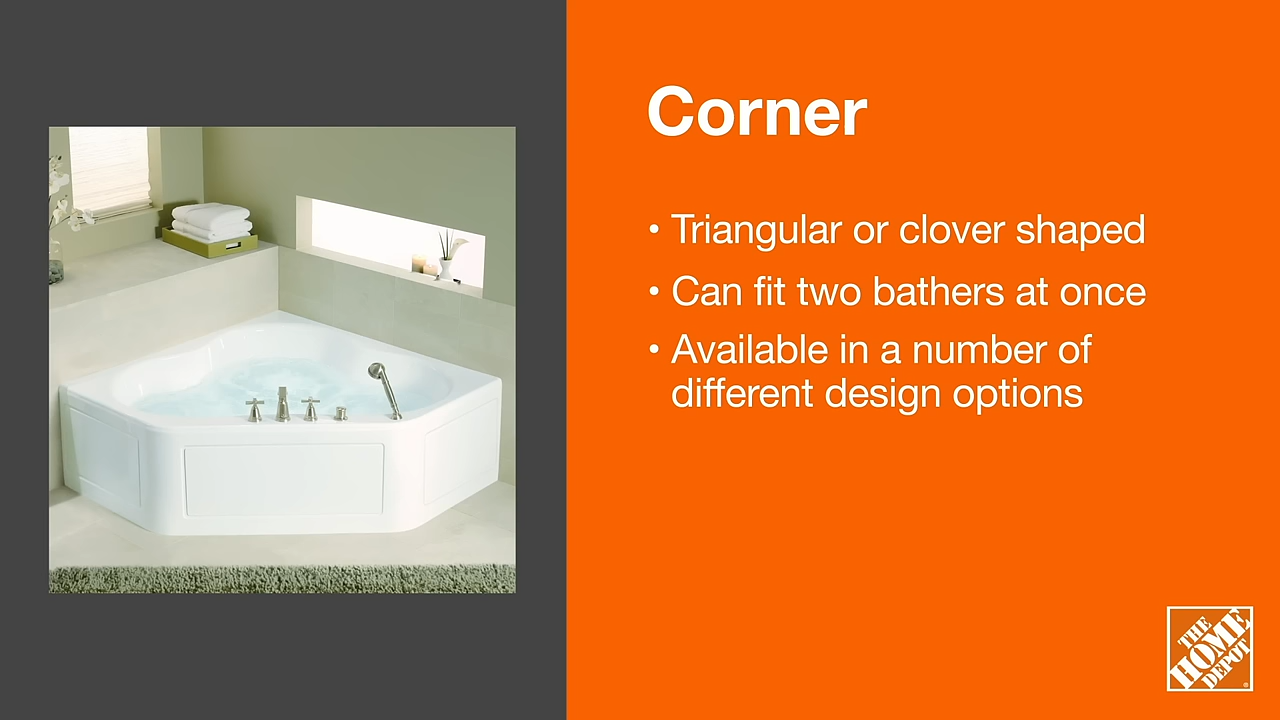 Corner
• Triangular or clover shaped
• Can fit two bathers at once
• Available in a number of
different design options
THE
HOME
DEPOT
®